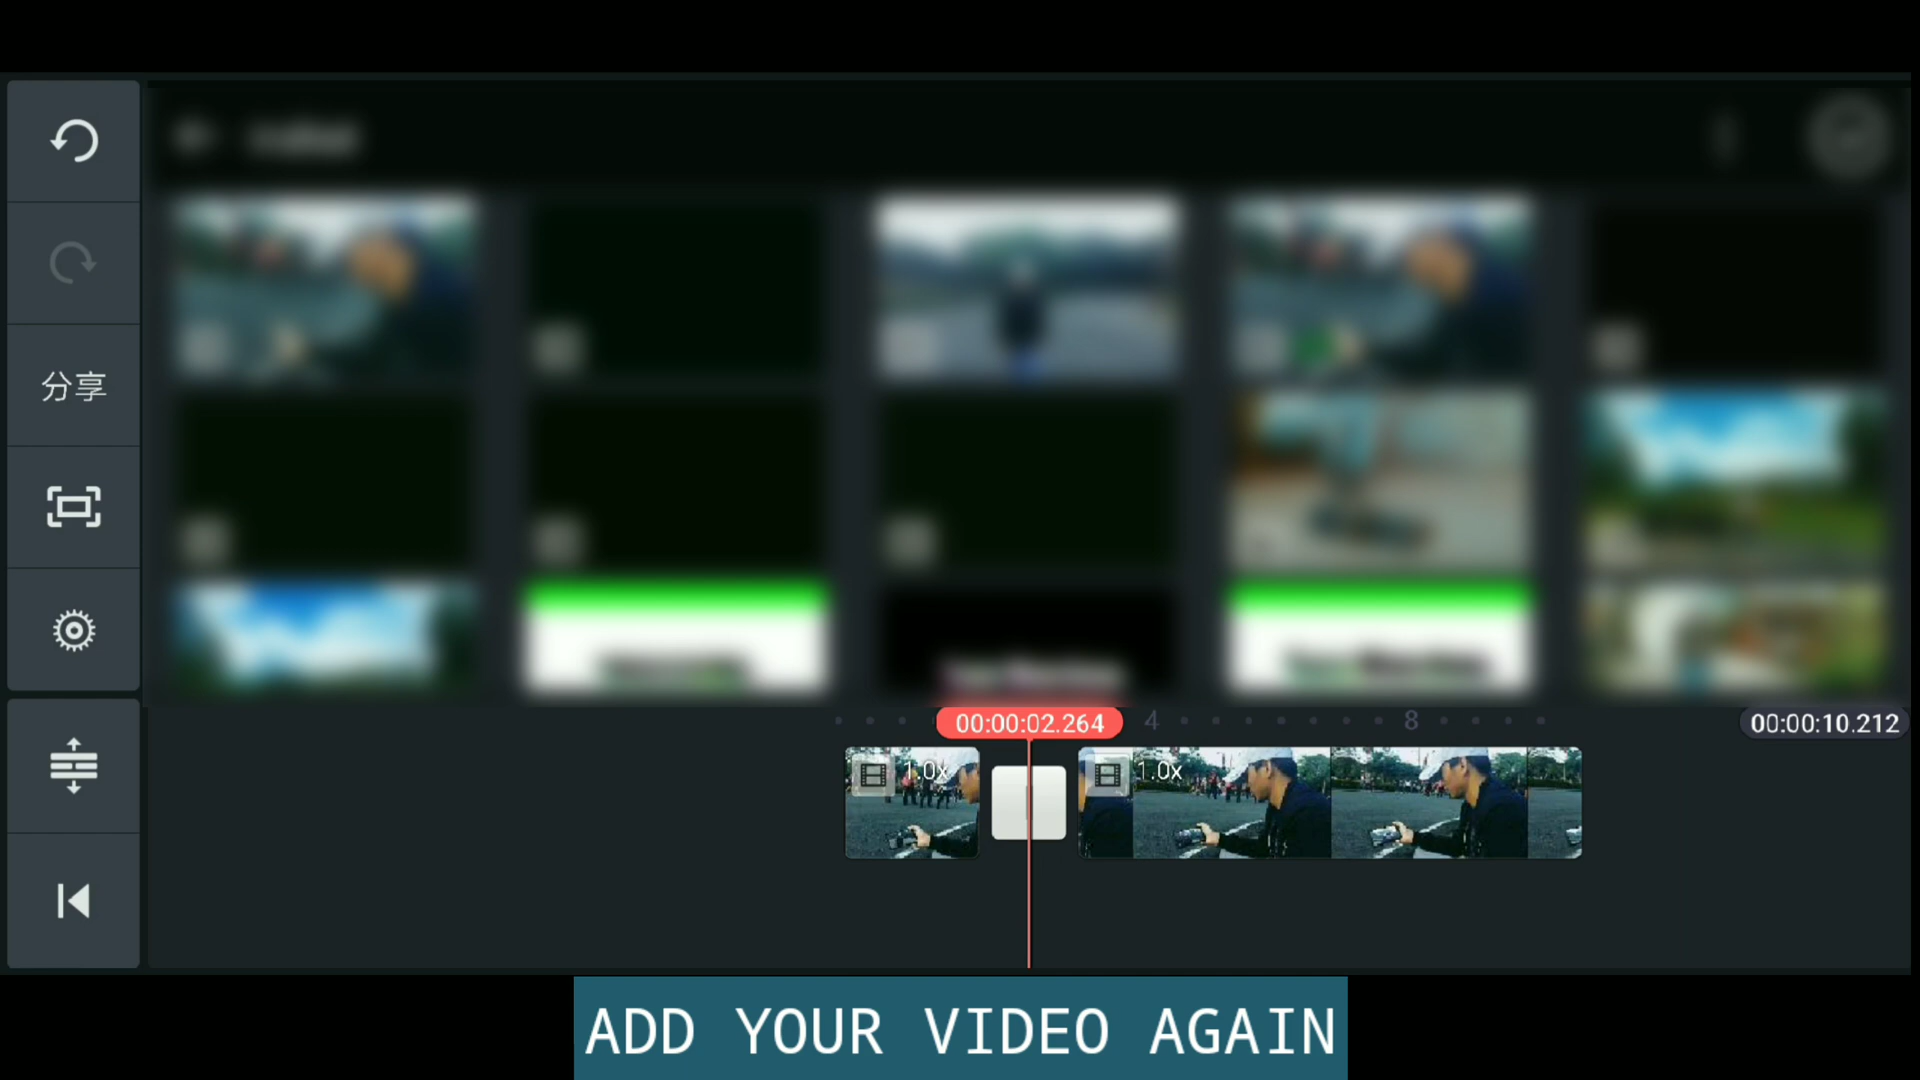 分享
00:00:02.264
4
8
00:00:10.212
1.0x
1.0x
ADD YOUR VIDEO AGAIN